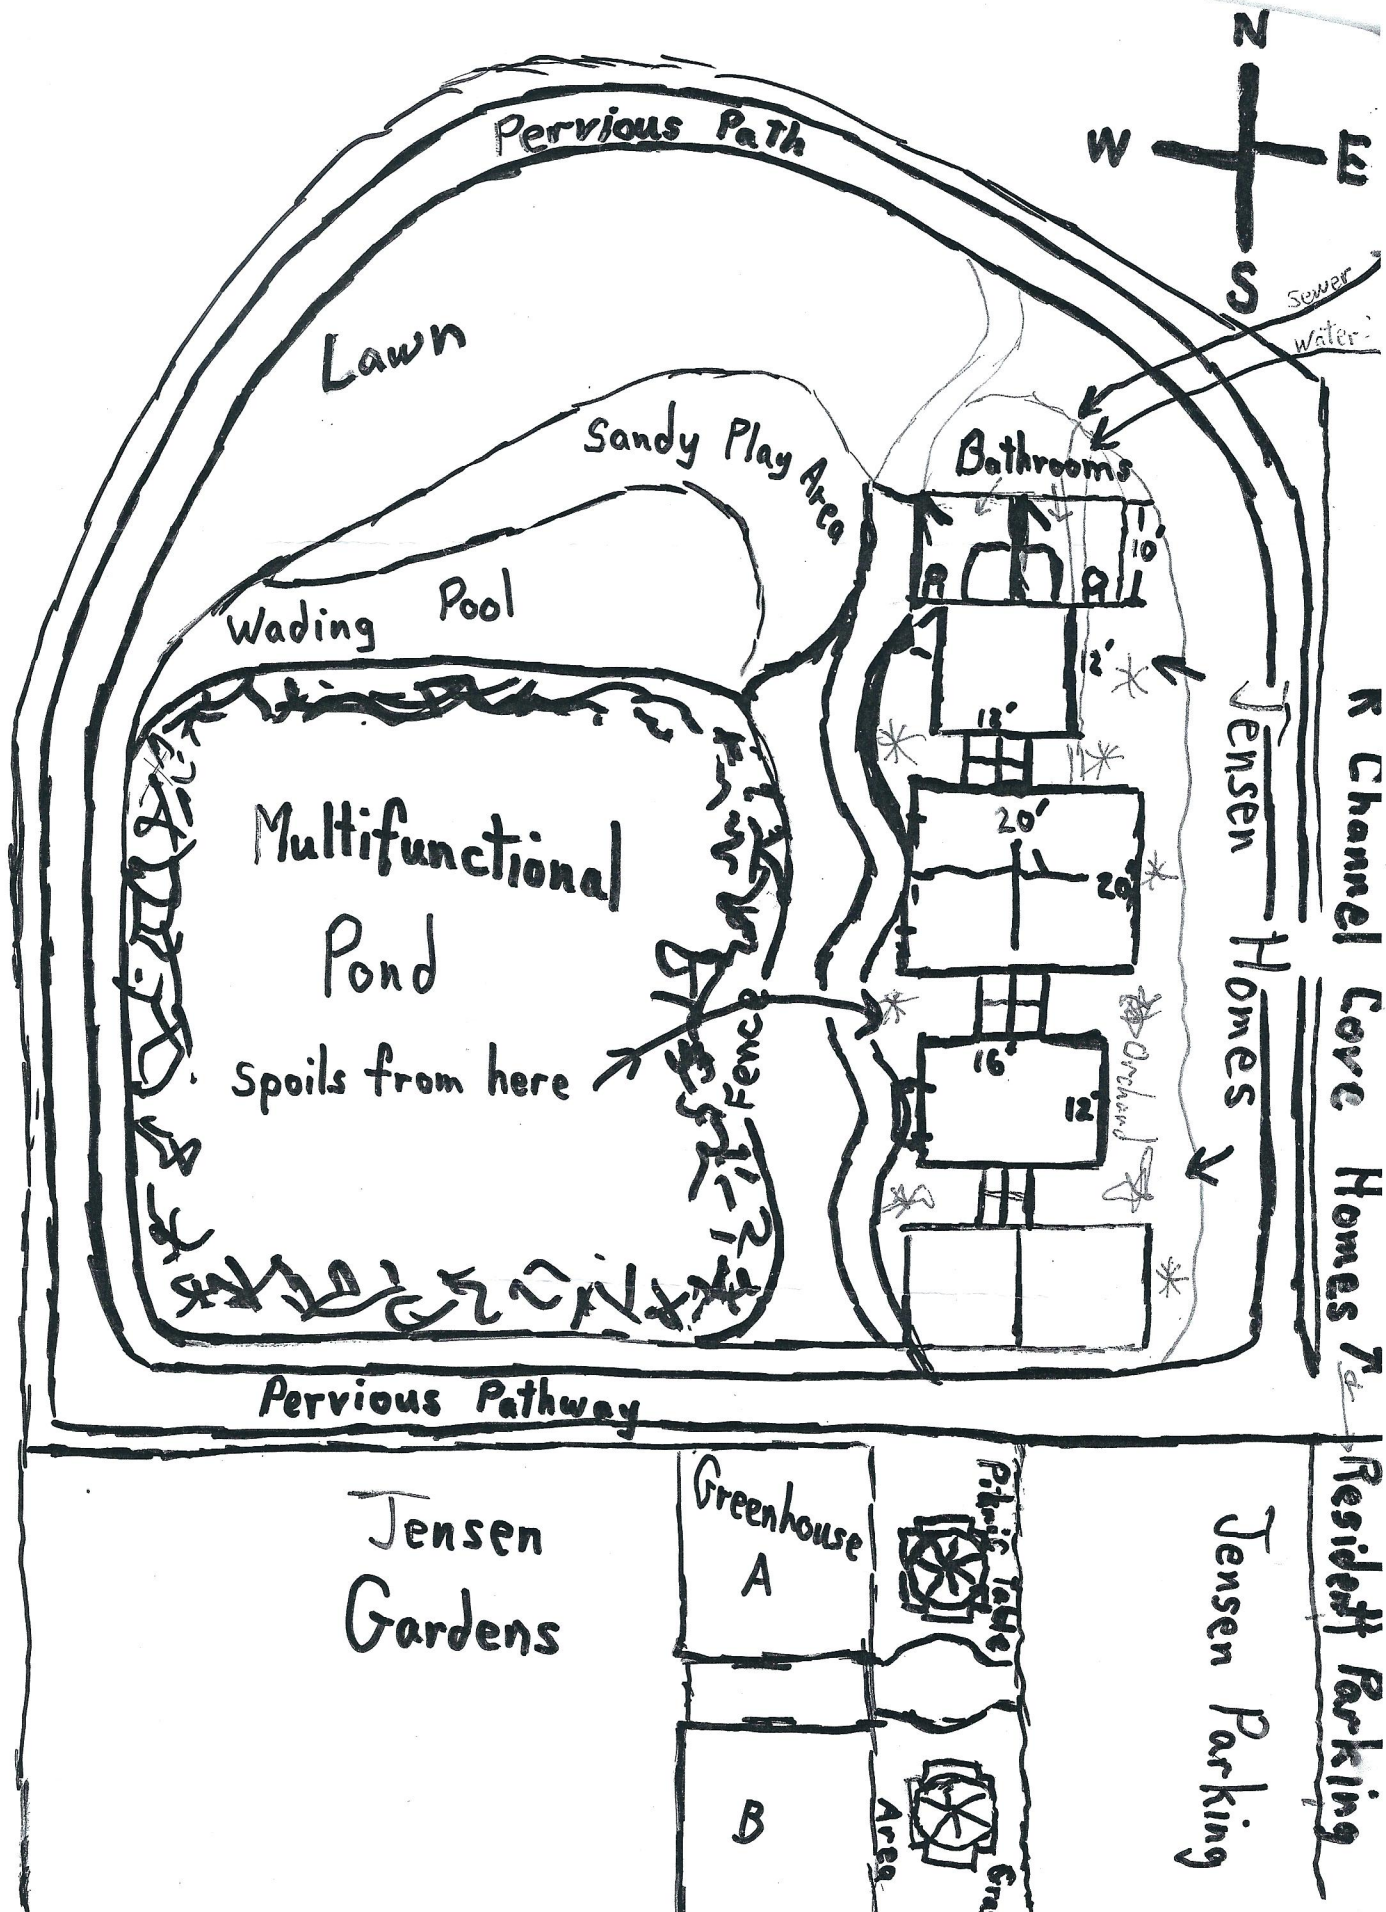 N
W E
S
Pervious Path
sewer
water
Lawn
Sandy Play Area
Bathrooms
10'
Wading Pool
12'
12'
Jensen Homes
R Channel Cove Homes
Multifunctional
Pond
20'
20'
spoils from here
Fence
16'
12'
Orchard
Pervious Pathway
Resident Parking
Jensen
Gardens
Greenhouse
A
Piknic Table
Jensen Parking
B
Area